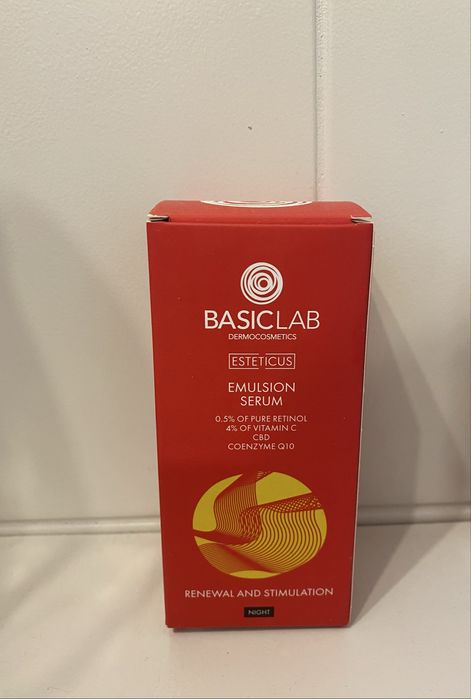 BASICLAB
DERMOCOSMETICS
ESTETICUS
EMULSION
SERUM
0.5% OF PURE RETINOL
4% OF VITAMIN C
CBD
COENZYME Q10
RENEWAL AND STIMULATION
NIGHT